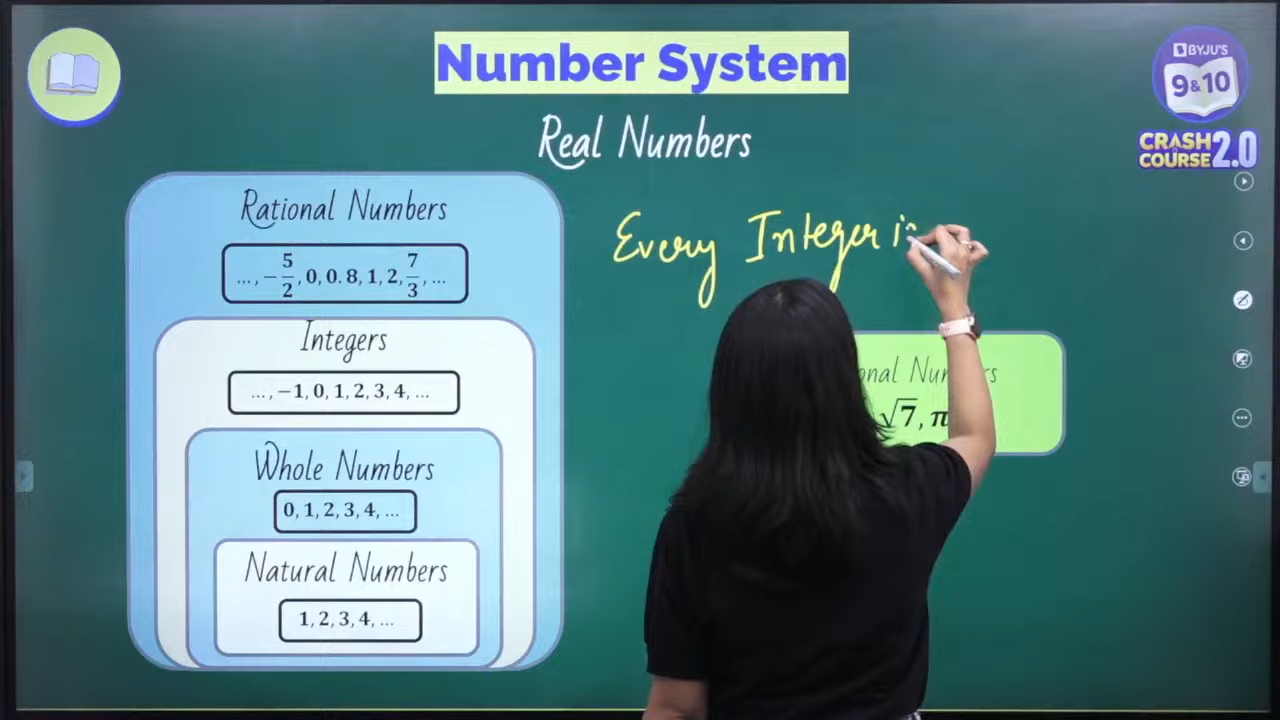 Number System
BYJU'S
9 & 10
CRASH COURSE 2.0
Real Numbers
Rational Numbers
..., -5/2, 0, 0.8, 1, 2, 7/3, ...
Every Integer
Integers
..., -1, 0, 1, 2, 3, 4, ...
√7, π
Whole Numbers
0, 1, 2, 3, 4, ...
Natural Numbers
1, 2, 3, 4, ...